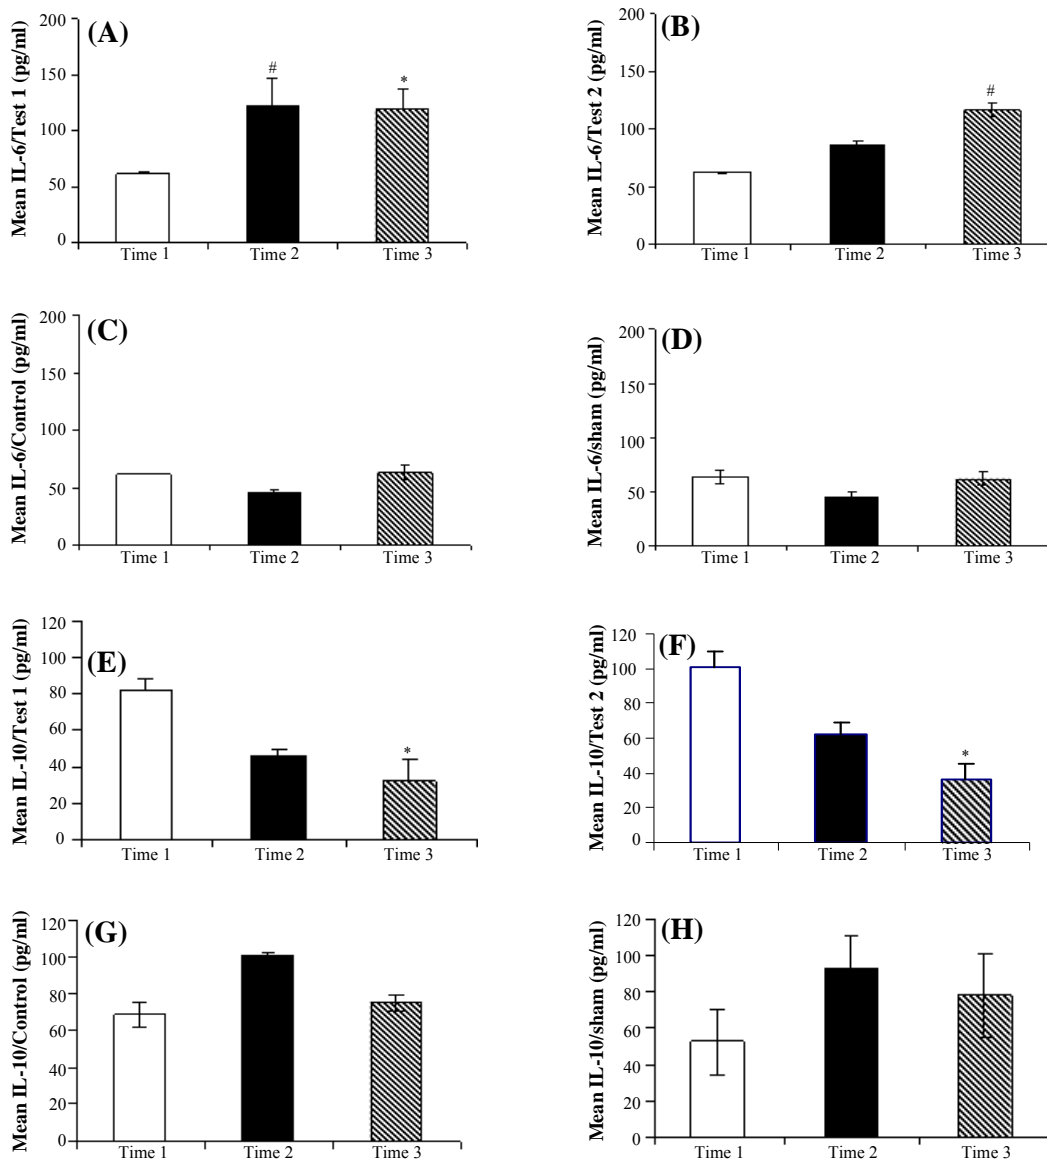 (A)
Mean IL-6/Test 1 (pg/ml)
200
150
100
50
0
#
*
Time 1 Time 2 Time 3
(B)
Mean IL-6/Test 2 (pg/ml)
200
150
100
50
0
#
Time 1 Time 2 Time 3
(C)
Mean IL-6/Control (pg/ml)
200
150
100
50
0
Time 1 Time 2 Time 3
(D)
Mean IL-6/sham (pg/ml)
200
150
100
50
0
Time 1 Time 2 Time 3
(E)
Mean IL-10/Test 1 (pg/ml)
120
100
80
60
40
20
0
*
Time 1 Time 2 Time 3
(F)
Mean IL-10/Test 2 (pg/ml)
120
100
80
60
40
20
0
*
Time 1 Time 2 Time 3
(G)
Mean IL-10/Control (pg/ml)
120
100
80
60
40
20
0
Time 1 Time 2 Time 3
(H)
Mean IL-10/sham (pg/ml)
120
100
80
60
40
20
0
Time 1 Time 2 Time 3